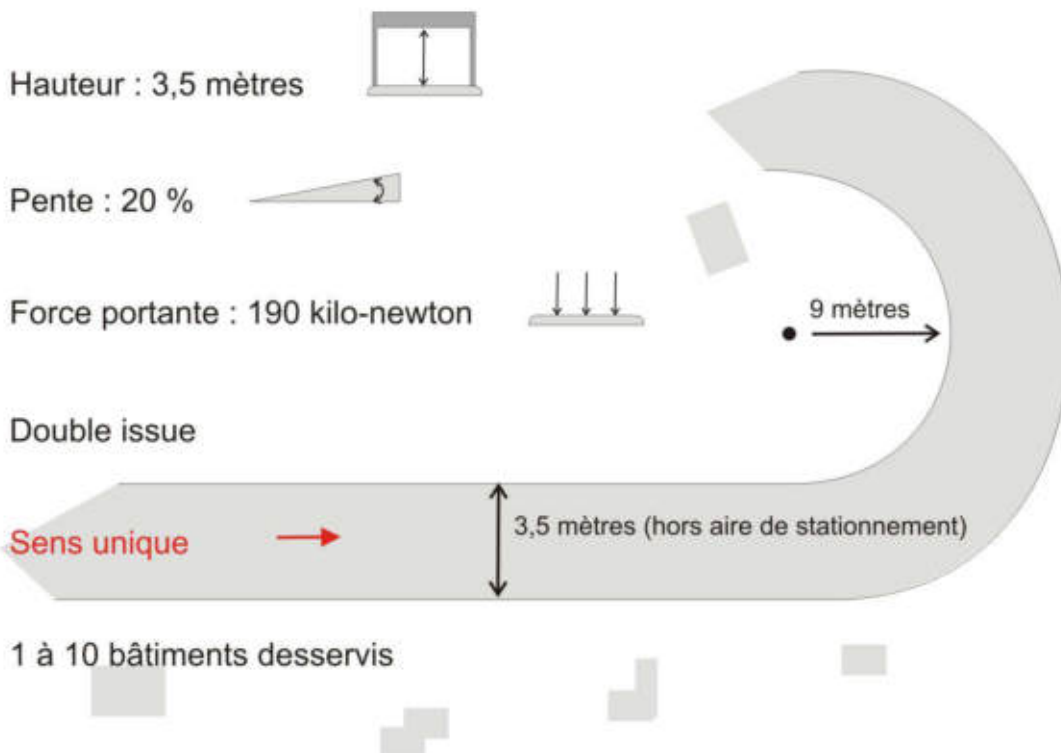 Hauteur : 3,5 mètres
Pente : 20 %
Force portante : 190 kilo-newton
9 mètres
Double issue
Sens unique
3,5 mètres (hors aire de stationnement)
1 à 10 bâtiments desservis